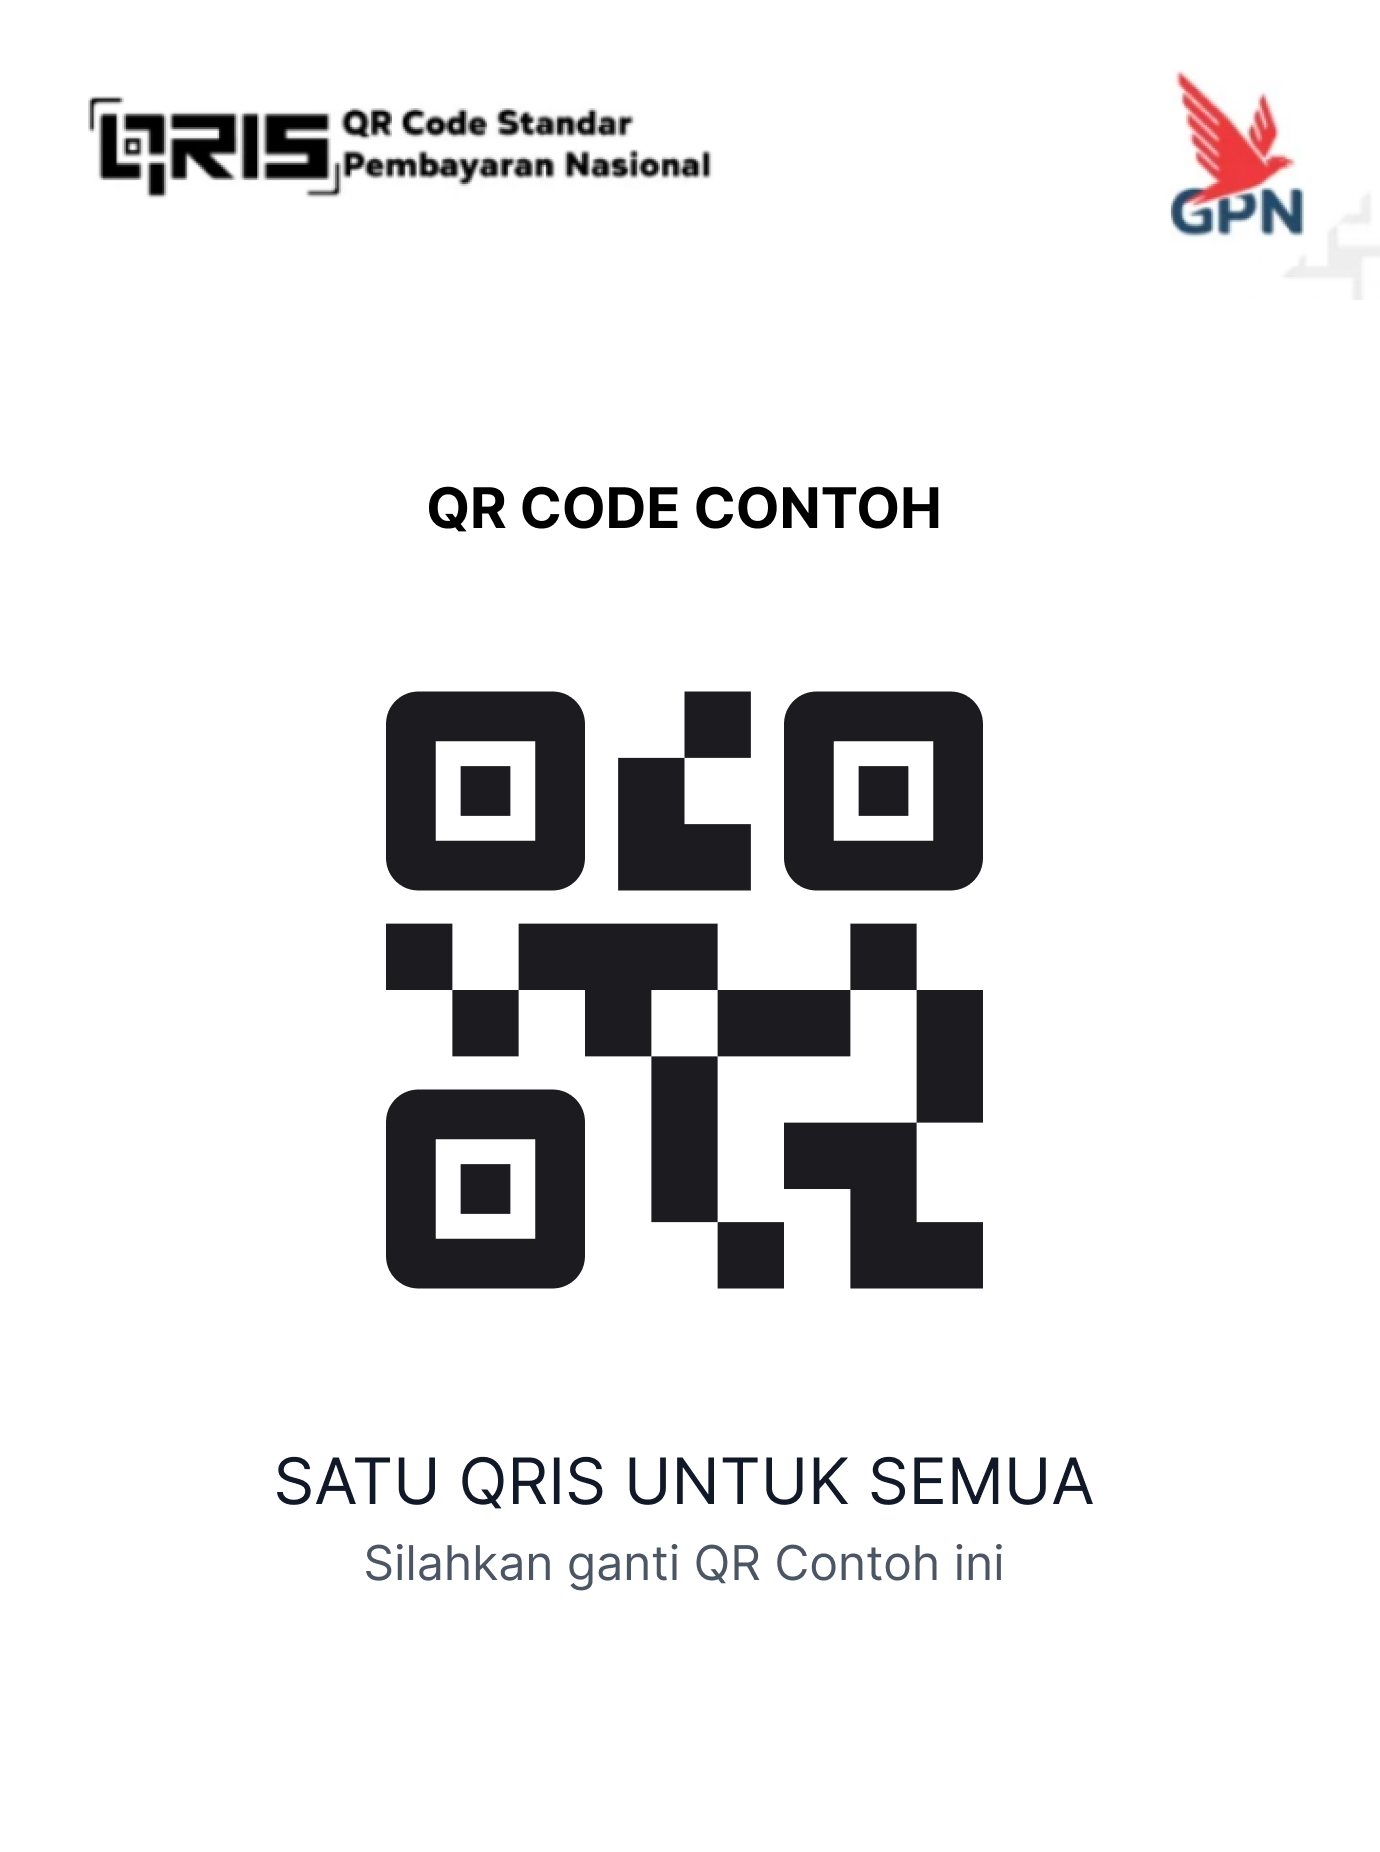 QRIS QR Code Standar
Pembayaran Nasional
GPN
QR CODE CONTOH
SATU QRIS UNTUK SEMUA
Silahkan ganti QR Contoh ini